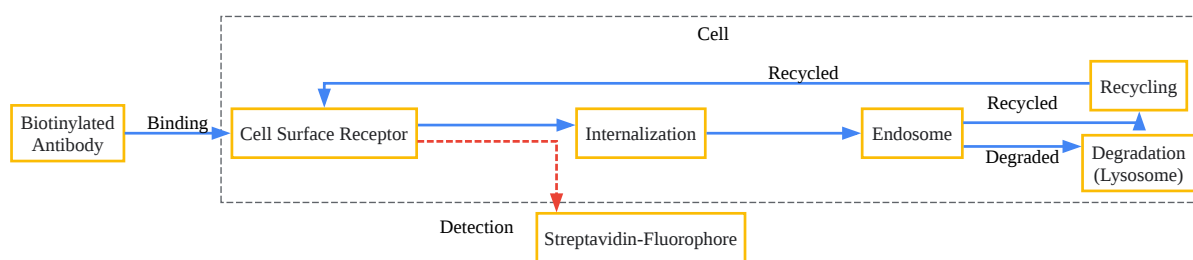 Cell
Recycled
Recycling
Biotinylated
Antibody
Binding
Cell Surface Receptor
Internalization
Endosome
Recycled
Degraded
Degradation
(Lysosome)
Detection
Streptavidin-Fluorophore